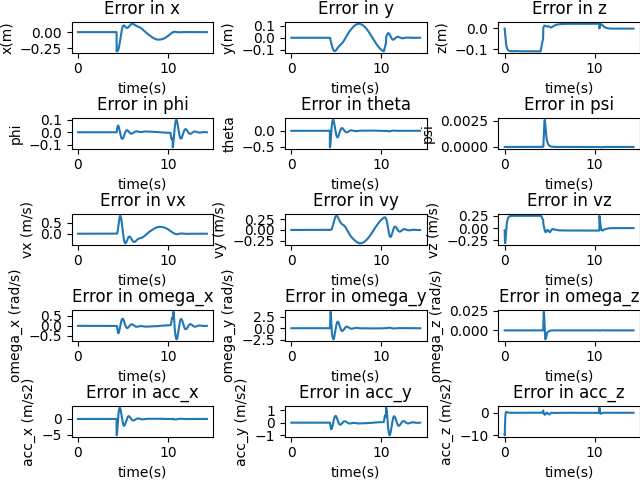 Error in x
x(m)
0.00
−0.25
0
10
time(s)
Error in y
y(m)
0.1
0.0
−0.1
0
10
time(s)
Error in z
z(m)
0.0
−0.1
0
10
time(s)
Error in phi
phi
0.1
0.0
−0.1
0
10
time(s)
Error in theta
theta
0.0
−0.5
0
10
time(s)
Error in psi
psi
0.0025
0.0000
0
10
time(s)
Error in vx
vx (m/s)
0.5
0.0
0
10
time(s)
Error in vy
vy (m/s)
0.25
0.00
−0.25
0
10
time(s)
Error in vz
vz (m/s)
0.25
0.00
−0.25
0
10
time(s)
Error in omega_x
omega_x (rad/s)
0.5
0.0
−0.5
0
10
time(s)
Error in omega_y
omega_y (rad/s)
2.5
0.0
−2.5
0
10
time(s)
Error in omega_z
omega_z (rad/s)
0.025
0.000
0
10
time(s)
Error in acc_x
acc_x (m/s2)
0
−5
0
10
time(s)
Error in acc_y
acc_y (m/s2)
1
0
−1
0
10
time(s)
Error in acc_z
acc_z (m/s2)
0
−10
0
10
time(s)